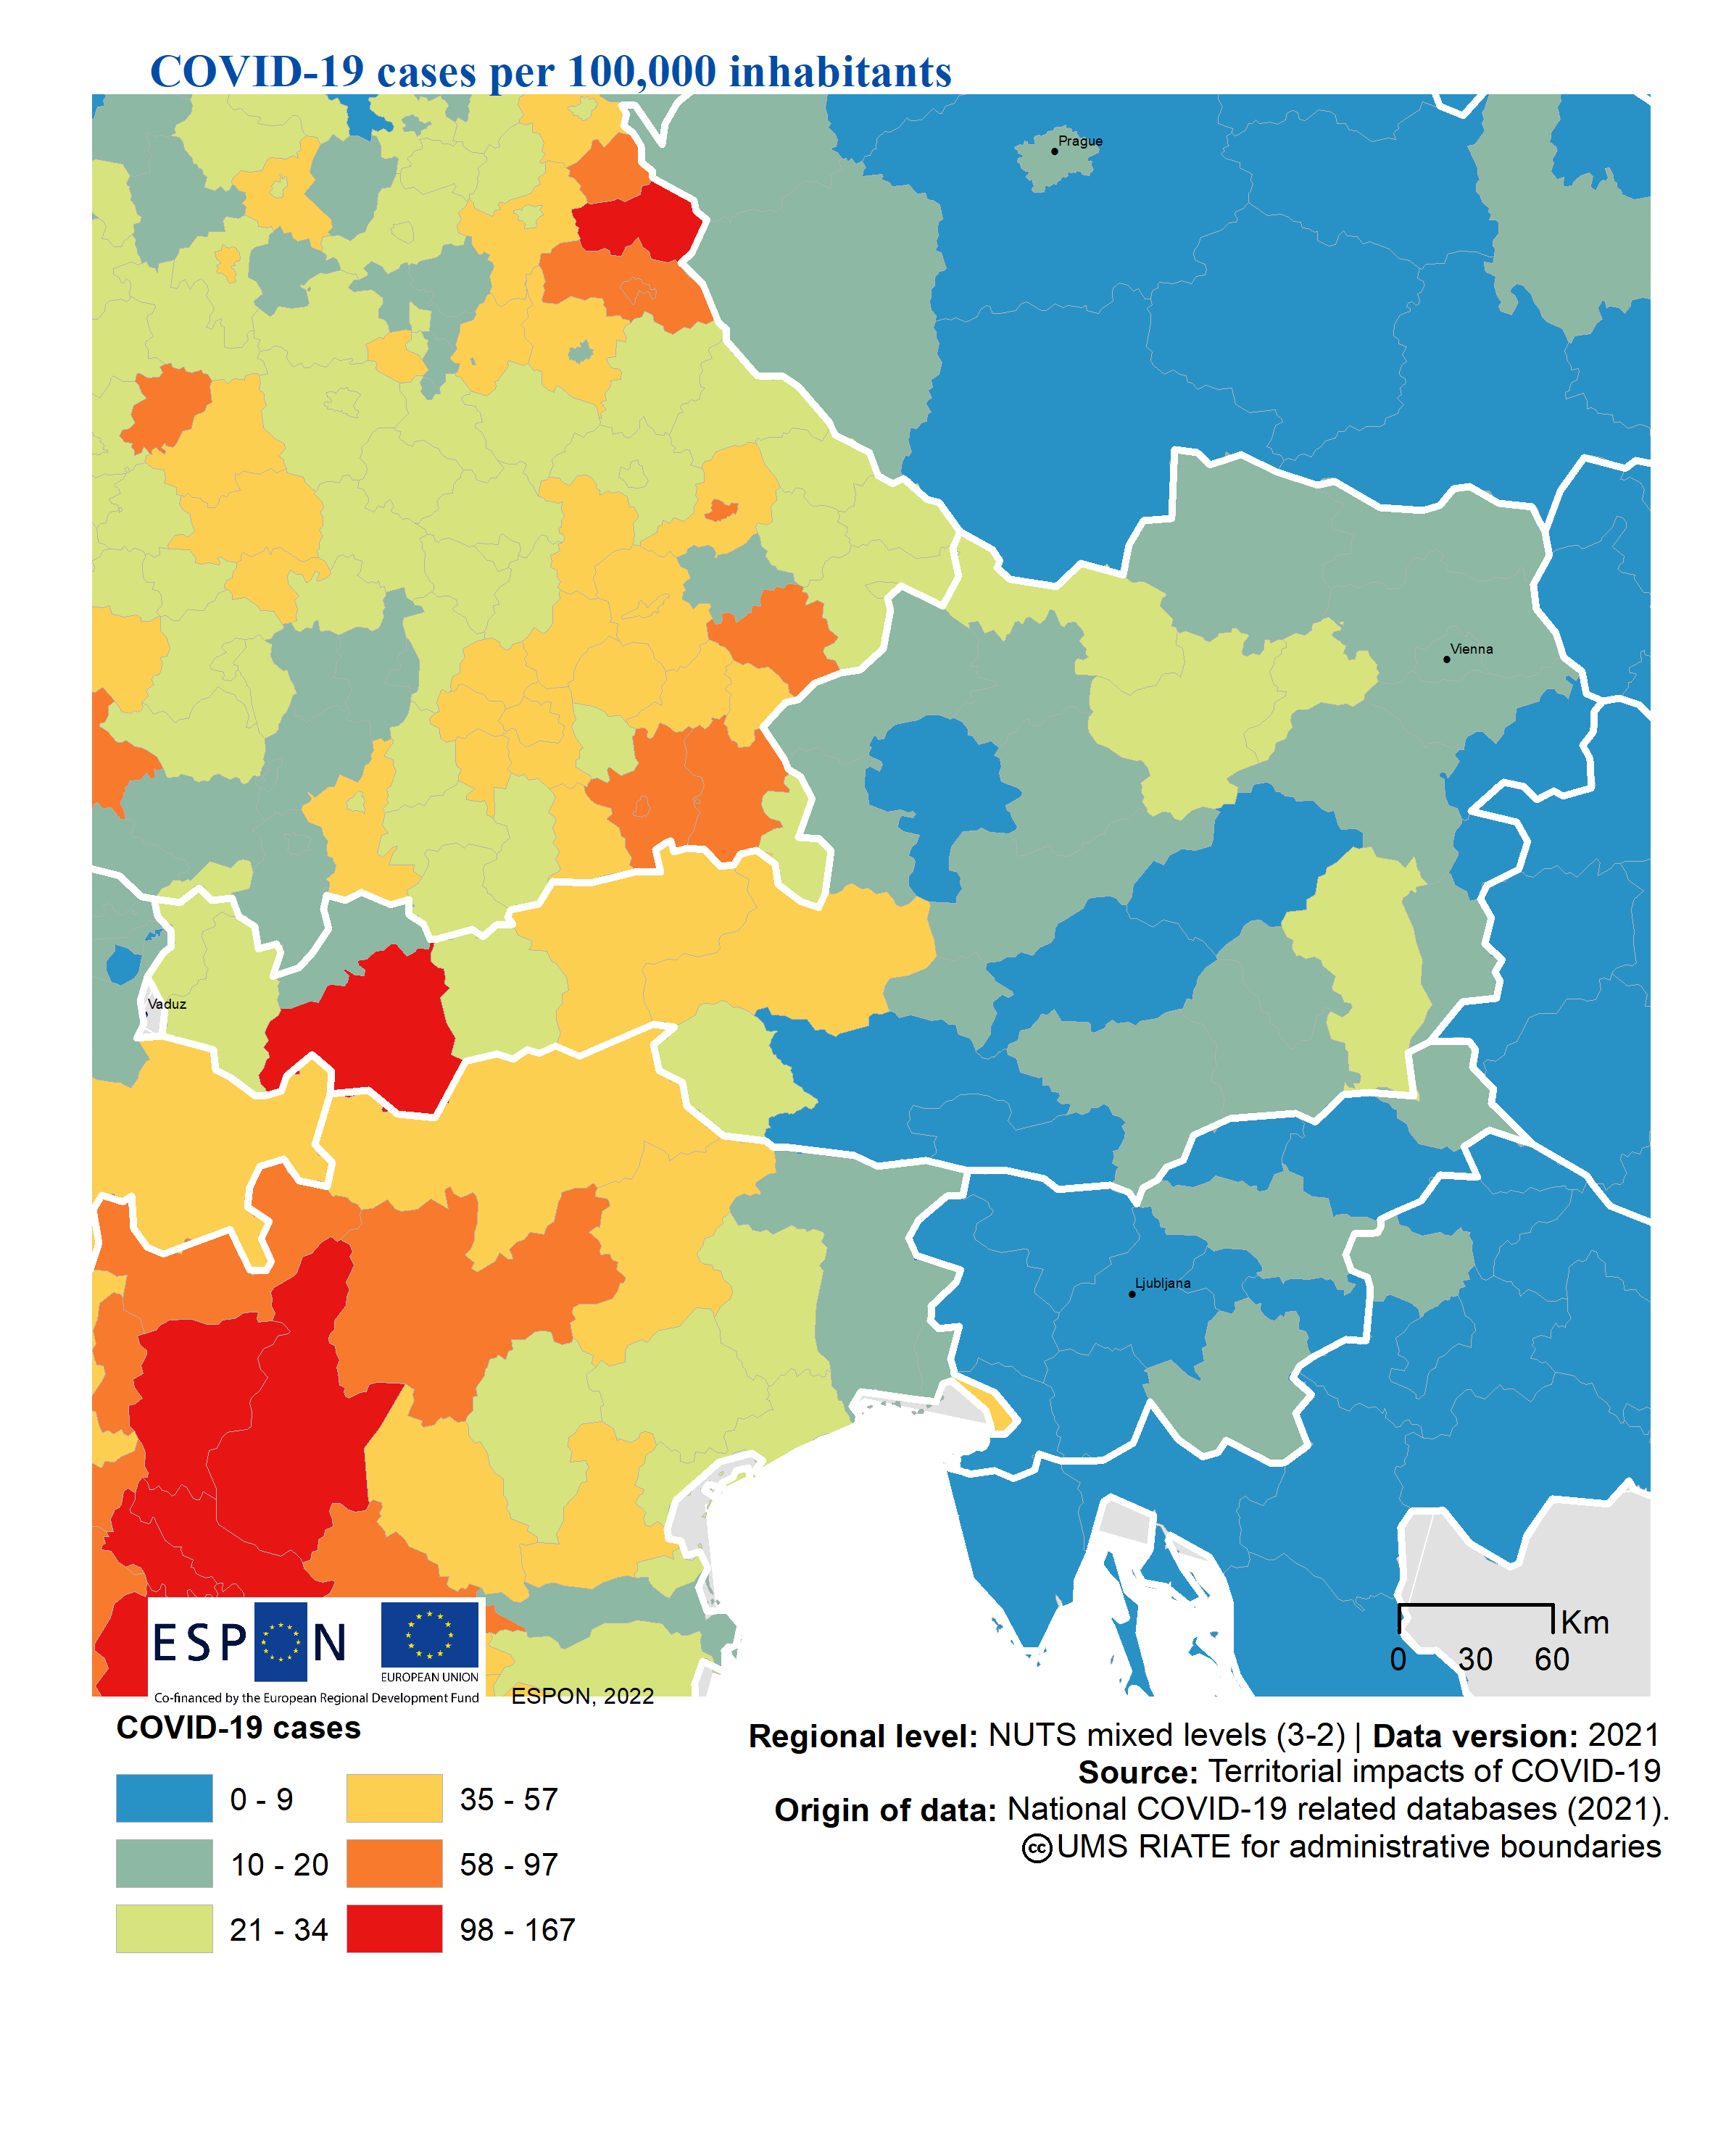 COVID-19 cases per 100,000 inhabitants
Prague
Vienna
Vaduz
Ljubljana
Km
0 30 60
ESPON
EUROPEAN UNION
Co-financed by the European Regional Development Fund
ESPON, 2022
COVID-19 cases
0 - 9
10 - 20
21 - 34
35 - 57
58 - 97
98 - 167
Regional level: NUTS mixed levels (3-2) | Data version: 2021
Source: Territorial impacts of COVID-19
Origin of data: National COVID-19 related databases (2021).
cc UMS RIATE for administrative boundaries